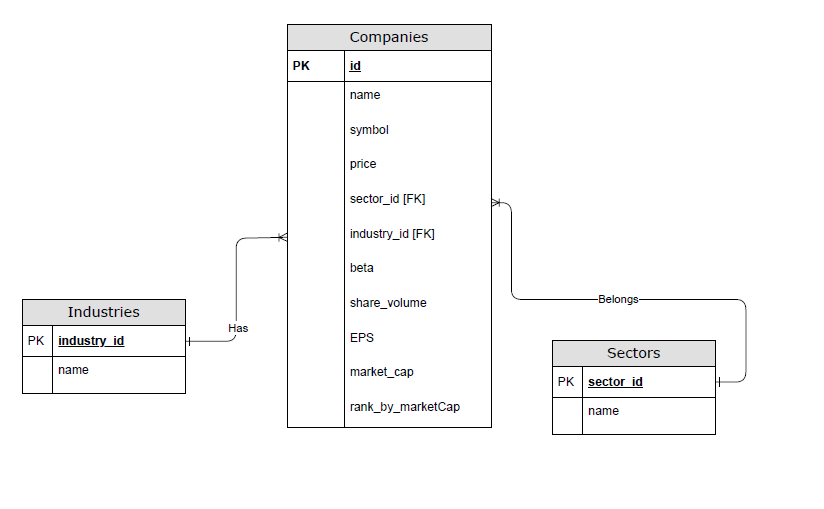 Companies
PK id
name
symbol
price
sector_id [FK]
industry_id [FK]
beta
share_volume
EPS
market_cap
rank_by_marketCap
Has
Belongs
Industries
PK industry_id
name
Sectors
PK sector_id
name